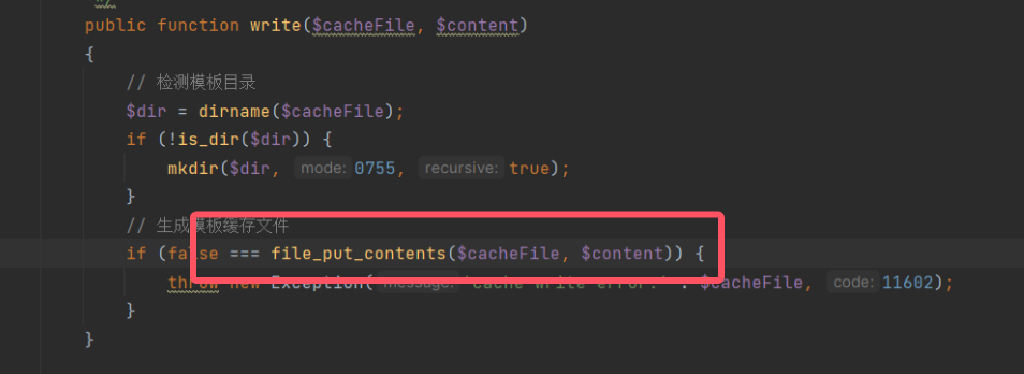 public function write($cacheFile, $content)
{
// 检测模板目录
$dir = dirname($cacheFile);
if (!is_dir($dir)) {
mkdir($dir, mode: 0755, recursive: true);
}
// 生成模板缓存文件
if (false === file_put_contents($cacheFile, $content)) {
throw new Exception( message: 'cache write error:' . $cacheFile, code: 11602);
}
}